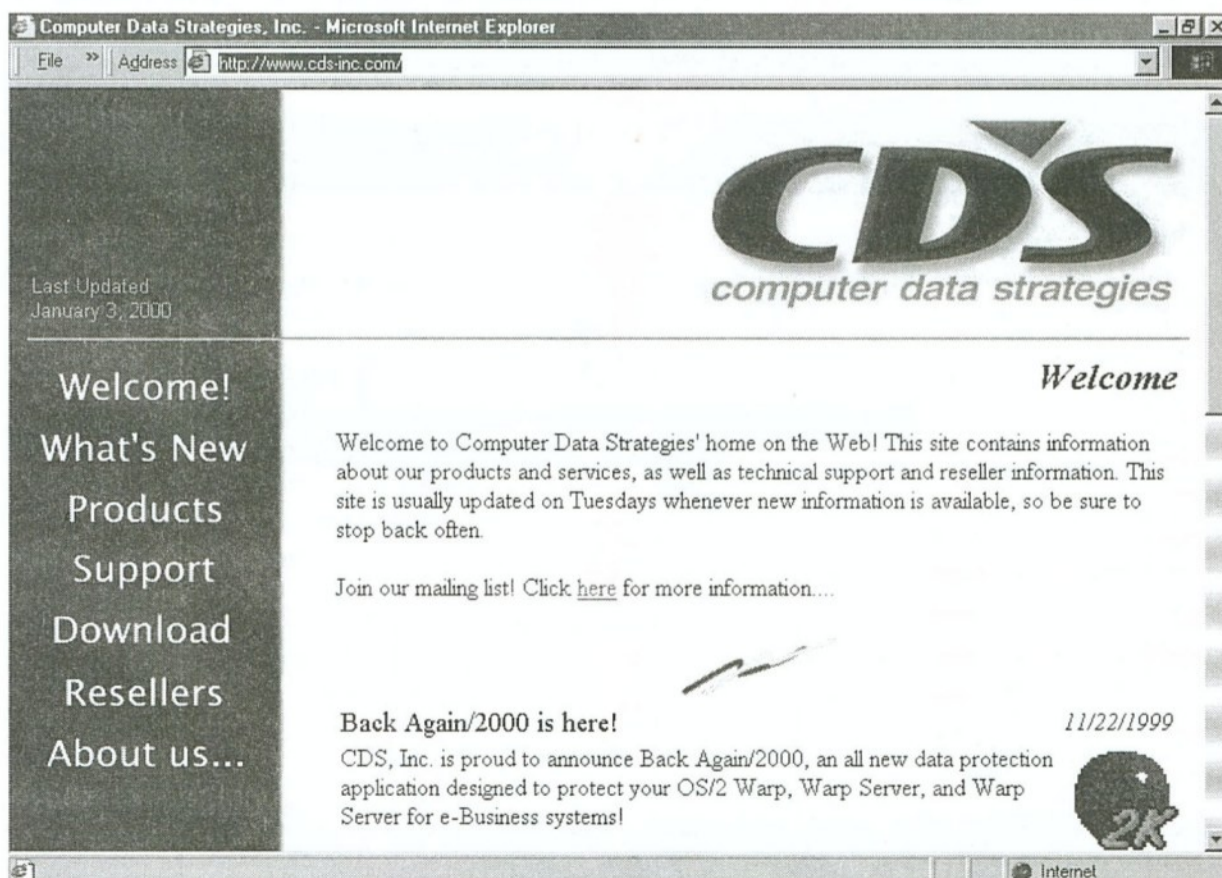 Computer Data Strategies, Inc. - Microsoft Internet Explorer
File » Address http://www.cds-inc.com/
CDS
computer data strategies
Last Updated
January 3, 2000
Welcome!
What's New
Products
Support
Download
Resellers
About us...
Welcome
Welcome to Computer Data Strategies' home on the Web! This site contains information
about our products and services, as well as technical support and reseller information. This
site is usually updated on Tuesdays whenever new information is available, so be sure to
stop back often.
Join our mailing list! Click here for more information....
Back Again/2000 is here! 11/22/1999
CDS, Inc. is proud to announce Back Again/2000, an all new data protection
application designed to protect your OS/2 Warp, Warp Server, and Warp
Server for e-Business systems!
2K
Internet